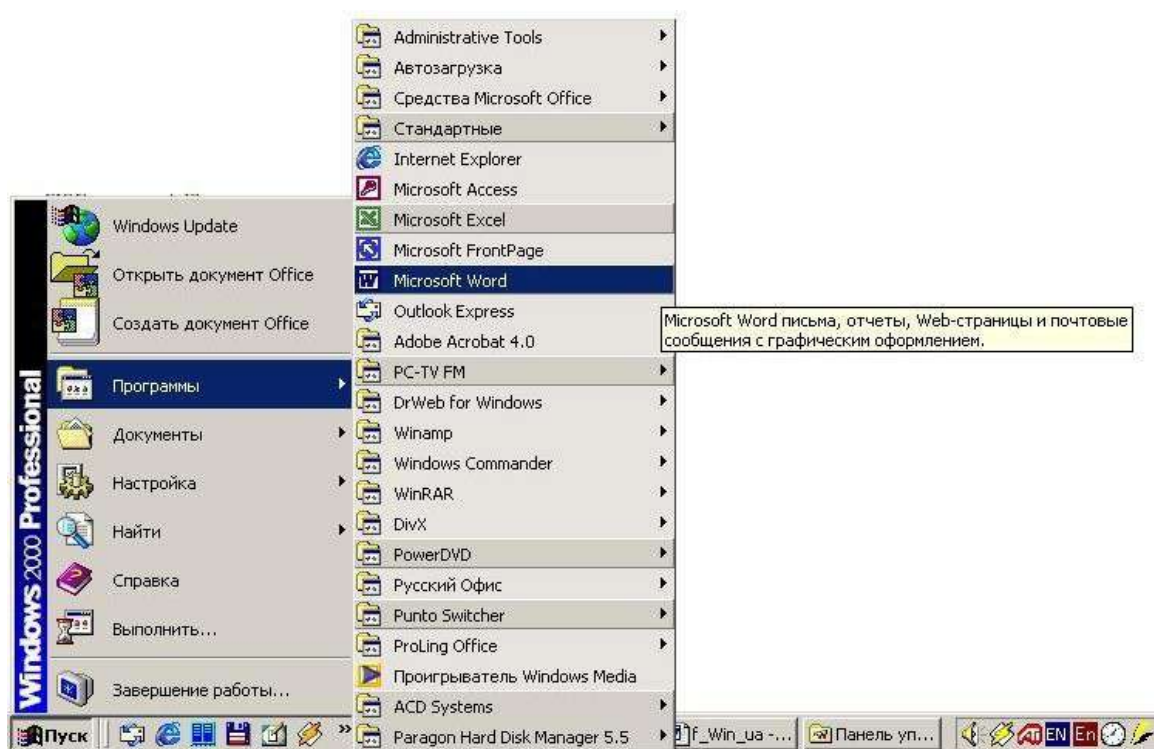 Windows 2000 Professional
Windows Update
Открыть документ Office
Создать документ Office
Программы
Документы
Настройка
Найти
Справка
Выполнить...
Завершение работы...
Administrative Tools
Автозагрузка
Средства Microsoft Office
Стандартные
Internet Explorer
Microsoft Access
Microsoft Excel
Microsoft FrontPage
Microsoft Word
Outlook Express
Adobe Acrobat 4.0
PC-TV FM
DrWeb for Windows
Winamp
Windows Commander
WinRAR
DivX
PowerDVD
Русский Офис
Punto Switcher
ProLing Office
Проигрыватель Windows Media
ACD Systems
Paragon Hard Disk Manager 5.5
Microsoft Word письма, отчеты, Web-страницы и почтовые
сообщения с графическим оформлением.
Пуск
»
f_Win_ua -...
Панель уп...
EN
En